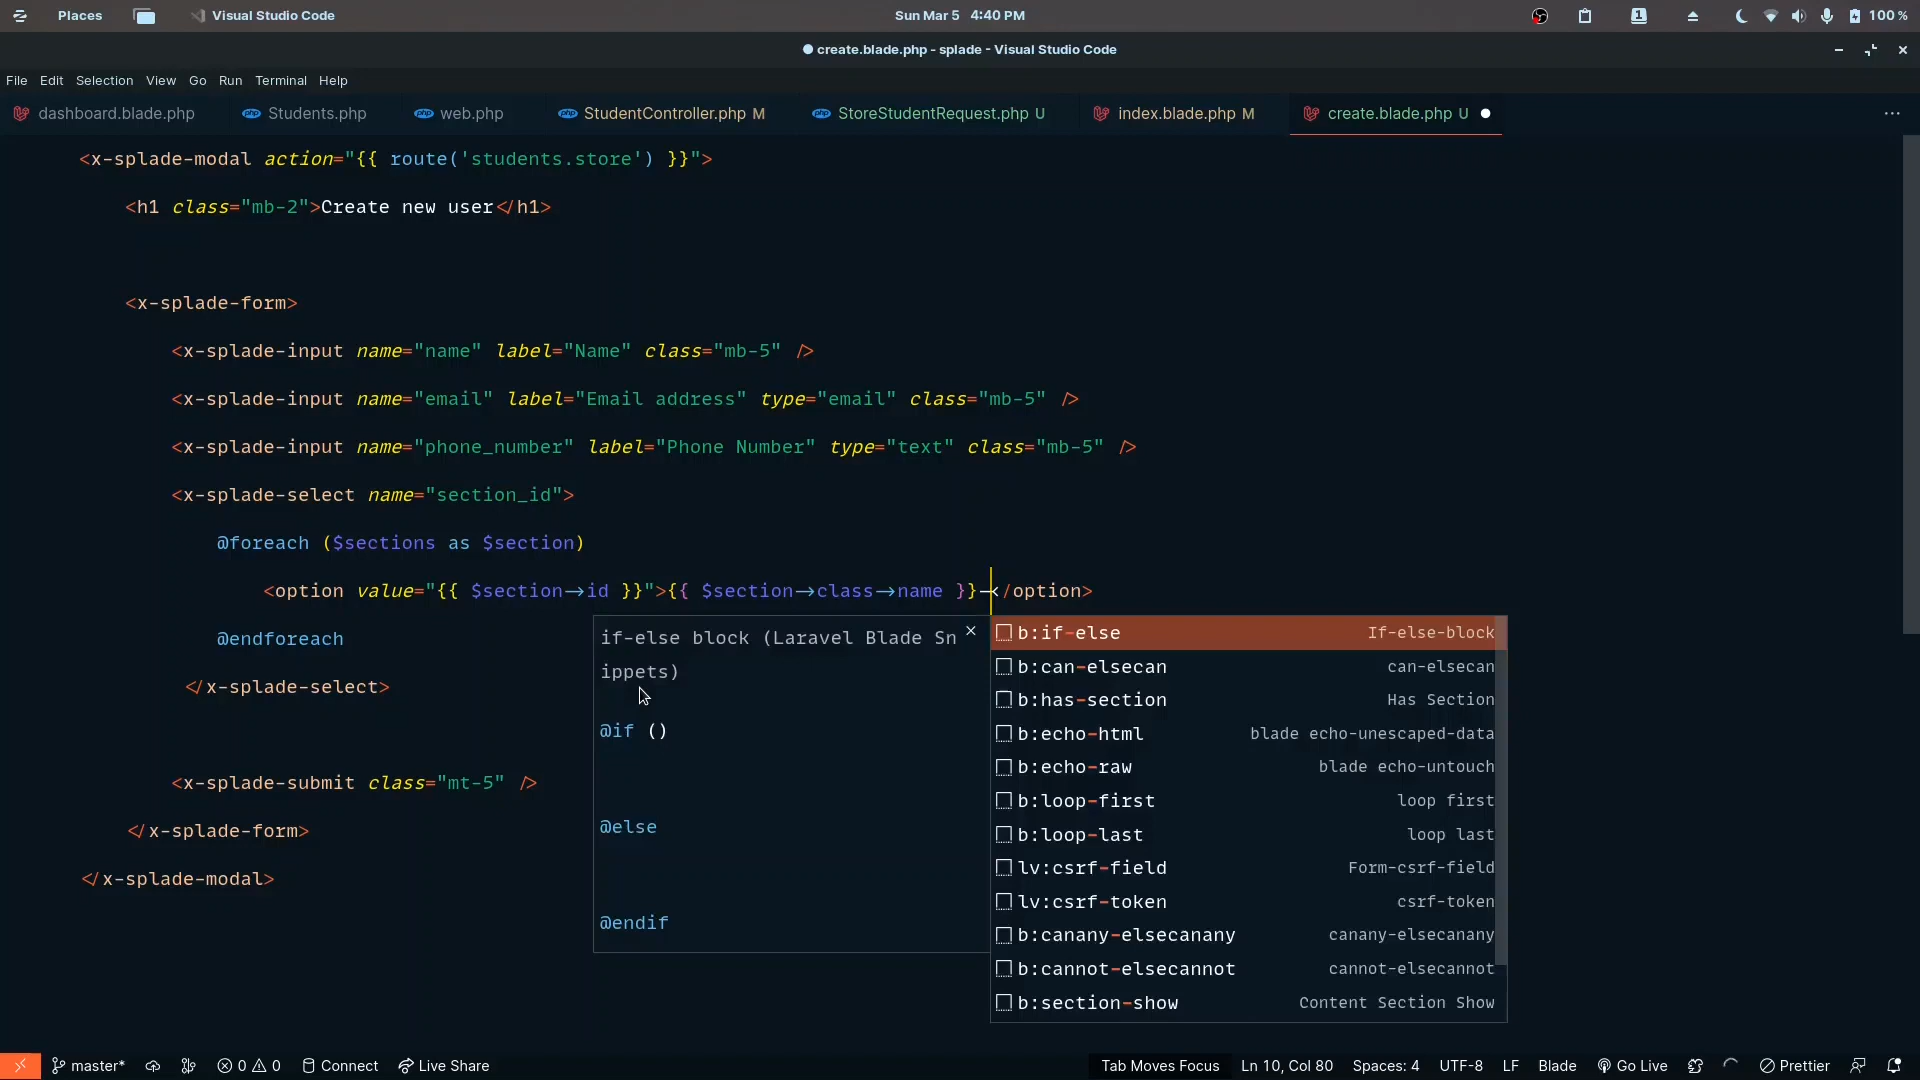 Places
Visual Studio Code
Sun Mar 5 4:40 PM
1
100 %
create.blade.php - splade - Visual Studio Code
File Edit Selection View Go Run Terminal Help
dashboard.blade.php
php Students.php
php web.php
php StudentController.php M
php StoreStudentRequest.php U
index.blade.php M
create.blade.php U
<x-splade-modal action="{{ route('students.store') }}">
<h1 class="mb-2">Create new user</h1>
<x-splade-form>
<x-splade-input name="name" label="Name" class="mb-5" />
<x-splade-input name="email" label="Email address" type="email" class="mb-5" />
<x-splade-input name="phone_number" label="Phone Number" type="text" class="mb-5" />
<x-splade-select name="section_id">
@foreach ($sections as $section)
<option value="{{ $section->id }}">{{ $section->class->name }}-</option>
@endforeach
</x-splade-select>
<x-splade-submit class="mt-5" />
</x-splade-form>
</x-splade-modal>
if-else block (Laravel Blade Sn
ippets)
@if ()
@else
@endif
b:if-else If-else-block
b:can-elsecan can-elsecan
b:has-section Has Section
b:echo-html blade echo-unescaped-data
b:echo-raw blade echo-untouch
b:loop-first loop first
b:loop-last loop last
lv:csrf-field Form-csrf-field
lv:csrf-token csrf-token
b:canany-elsecanany canany-elsecanany
b:cannot-elsecannot cannot-elsecannot
b:section-show Content Section Show
master* 0 0 Connect Live Share Tab Moves Focus Ln 10, Col 80 Spaces: 4 UTF-8 LF Blade Go Live Prettier